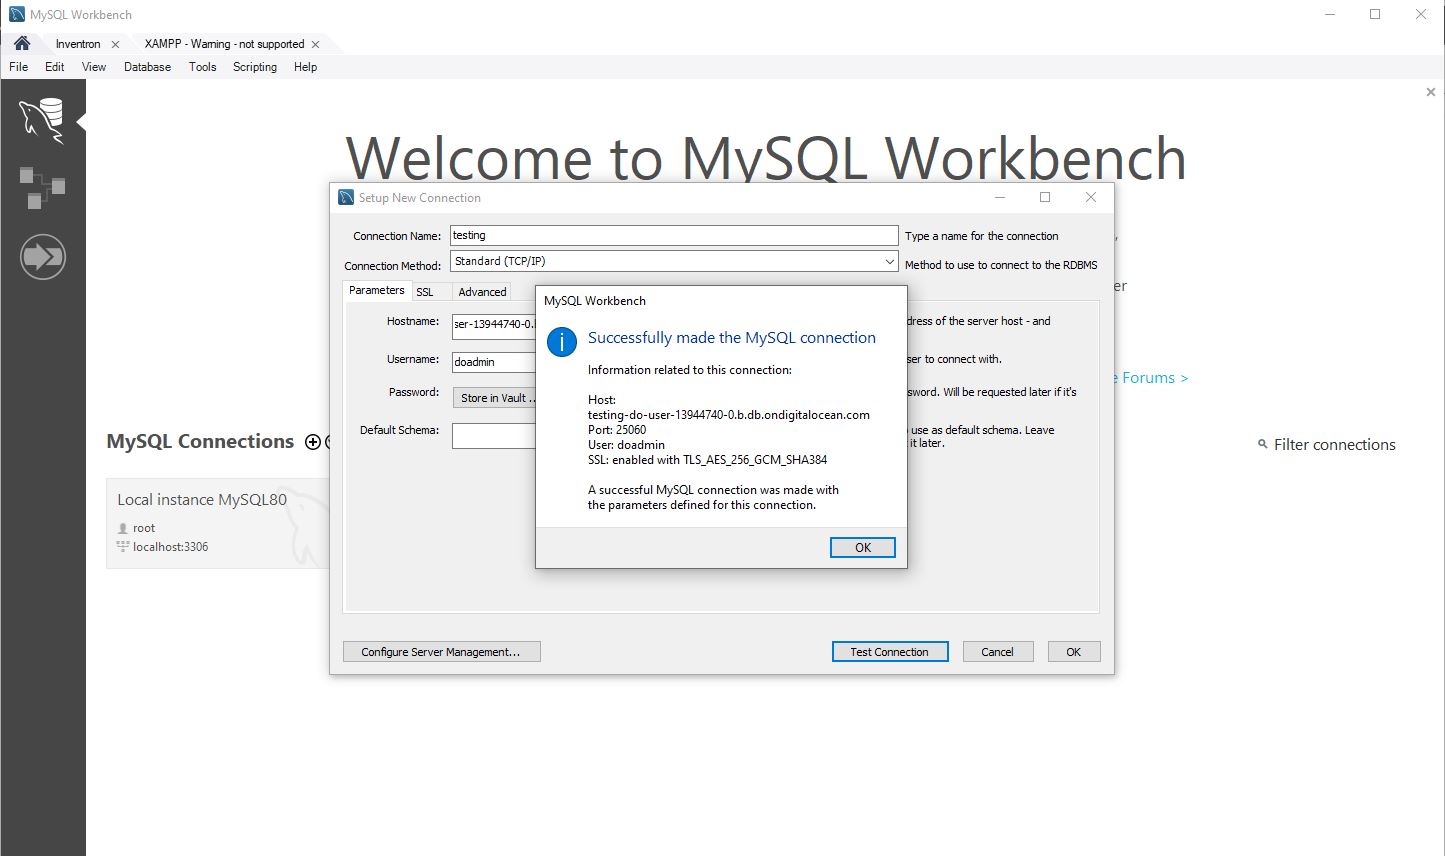 MySQL Workbench
Inventron
XAMPP - Warning - not supported
File Edit View Database Tools Scripting Help
Welcome to MySQL Workbench
Setup New Connection
Connection Name: testing Type a name for the connection
Connection Method: Standard (TCP/IP) Method to use to connect to the RDBMS
Parameters SSL Advanced
Hostname: ser-13944740-0. dress of the server host - and
Username: doadmin ser to connect with.
Password: Store in Vault .. sword. Will be requested later if it's
Default Schema: use as default schema. Leave
it later.
MySQL Workbench
Successfully made the MySQL connection
Information related to this connection:
Host:
testing-do-user-13944740-0.b.db.ondigitalocean.com
Port: 25060
User: doadmin
SSL: enabled with TLS_AES_256_GCM_SHA384
A successful MySQL connection was made with
the parameters defined for this connection.
OK
Configure Server Management... Test Connection Cancel OK
er
Forums >
MySQL Connections
Filter connections
Local instance MySQL80
root
localhost:3306